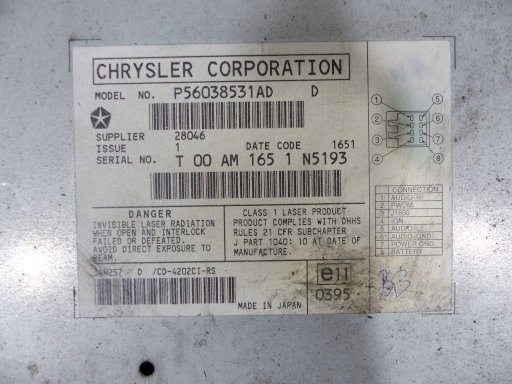 CHRYSLER CORPORATION
MODEL NO. P56038531AD D
SUPPLIER 28046
ISSUE 1 DATE CODE 1651
SERIAL NO. T 00 AM 165 1 N5193
DANGER
INVISIBLE LASER RADIATION
WHEN OPEN AND INTERLOCK
FAILED OR DEFEATED.
AVOID DIRECT EXPOSURE TO
BEAM.
CLASS 1 LASER PRODUCT
PRODUCT COMPLIES WITH DHHS
RULES 21 CFR SUBCHAPTER
J PART 1040: 10 AT DATE OF
MANUFACTURE.
D /CD-4202CI-RS
MADE IN JAPAN
e11
0395
1 5
2 6
3 7
4 8
CONNECTION
1 AUDIO(R)
2 PWDM
3 J1850
4 IGN
5 AUDIO(L)
6 AUDIO(GND)
7 POWER GND
8 BATTERY